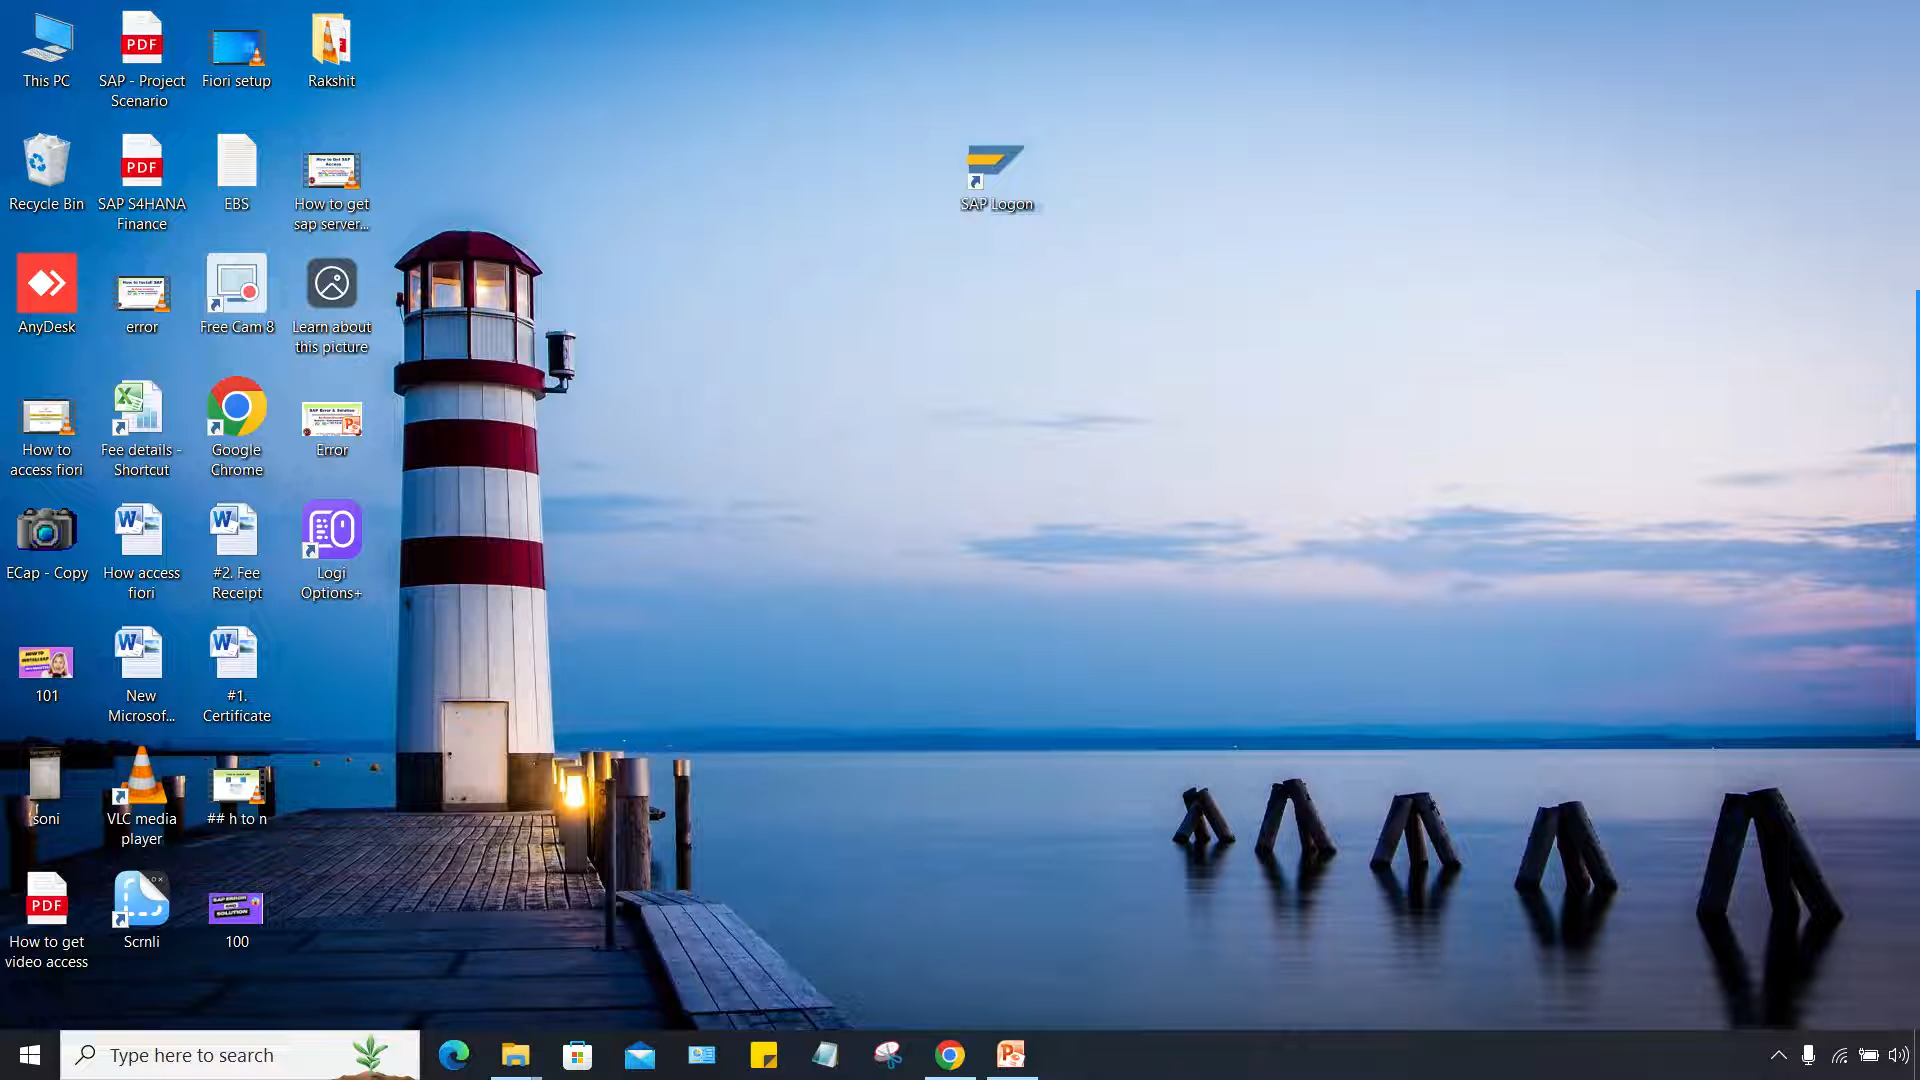 This PC
SAP - Project
Scenario
Fiori setup
Rakshit
Recycle Bin
SAP S4HANA
Finance
EBS
How to get
sap server...
SAP Logon
AnyDesk
error
Free Cam 8
Learn about
this picture
How to
access fiori
Fee details -
Shortcut
Google
Chrome
Error
ECap - Copy
How access
fiori
#2. Fee
Receipt
Logi
Options+
101
New
Microsof...
#1.
Certificate
soni
VLC media
player
## h to n
How to get
video access
Scrnli
100
PDF
PDF
PDF
Type here to search